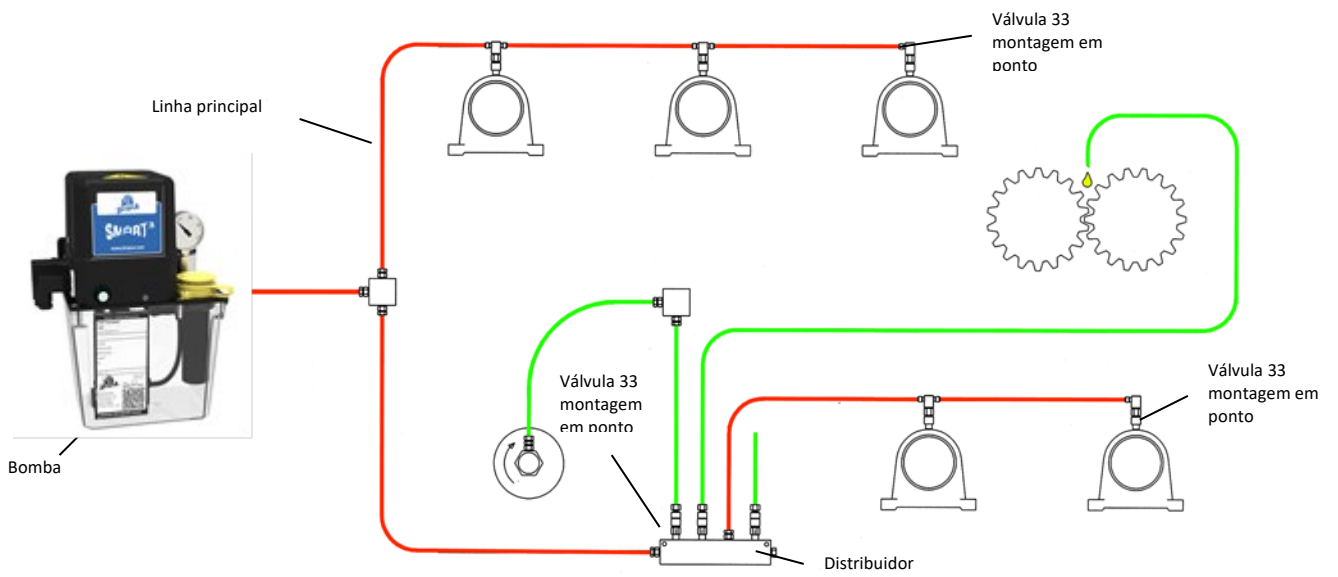 Válvula 33
montagem em
ponto
Linha principal
SMART³
Válvula 33
montagem
em ponto
Válvula 33
montagem em
ponto
Bomba
Distribuidor